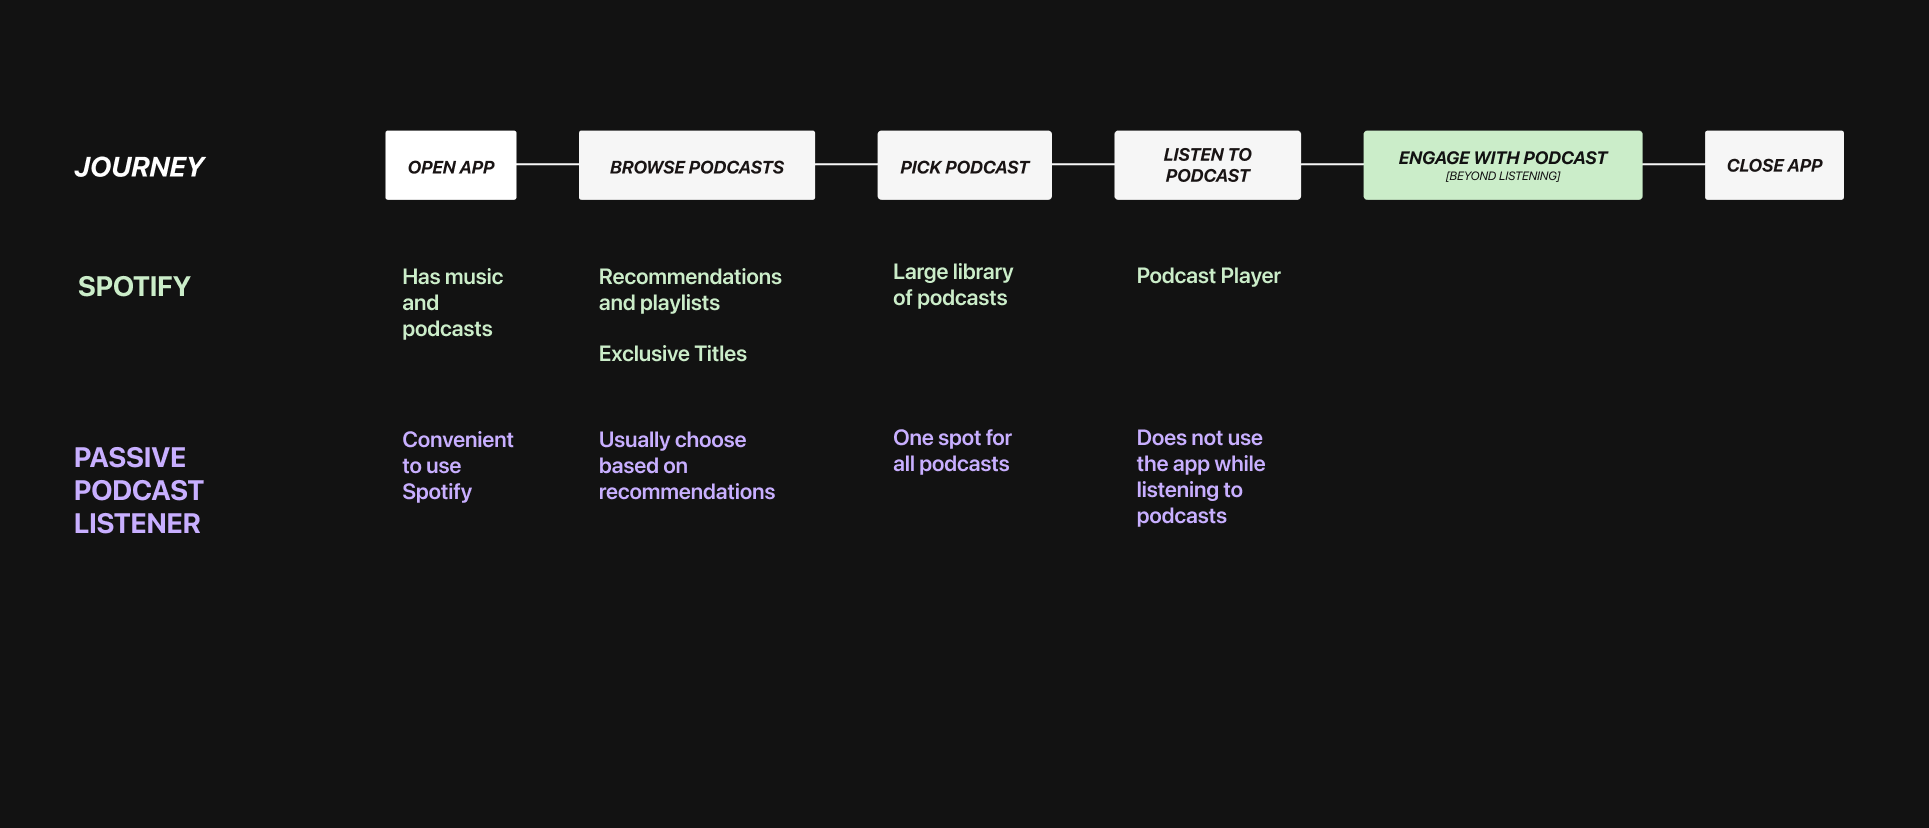 JOURNEY
OPEN APP
BROWSE PODCASTS
PICK PODCAST
LISTEN TO
PODCAST
ENGAGE WITH PODCAST
[BEYOND LISTENING]
CLOSE APP
SPOTIFY
Has music
and
podcasts
Recommendations
and playlists
Exclusive Titles
Large library
of podcasts
Podcast Player
PASSIVE
PODCAST
LISTENER
Convenient
to use
Spotify
Usually choose
based on
recommendations
One spot for
all podcasts
Does not use
the app while
listening to
podcasts